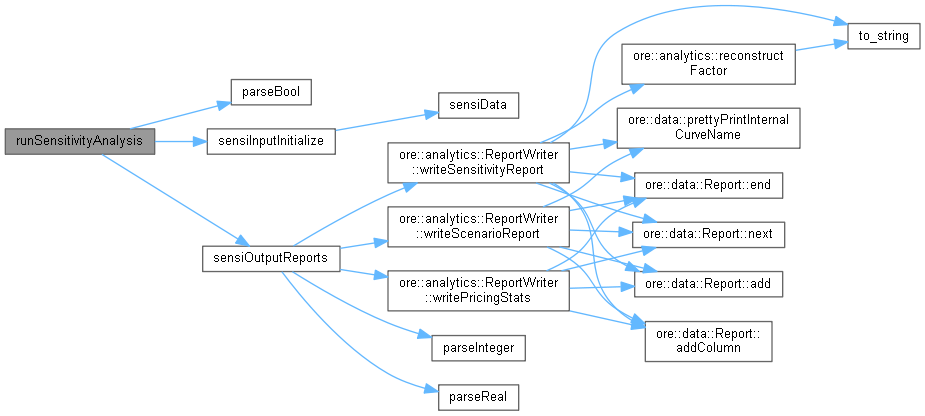 runSensitivityAnalysis
parseBool
sensiInputInitialize
sensiOutputReports
sensiData
ore::analytics::ReportWriter
::writeSensitivityReport
ore::analytics::ReportWriter
::writeScenarioReport
ore::analytics::ReportWriter
::writePricingStats
parseInteger
parseReal
to_string
ore::analytics::reconstruct
Factor
ore::data::prettyPrintInternal
CurveName
ore::data::Report::end
ore::data::Report::next
ore::data::Report::add
ore::data::Report::
addColumn